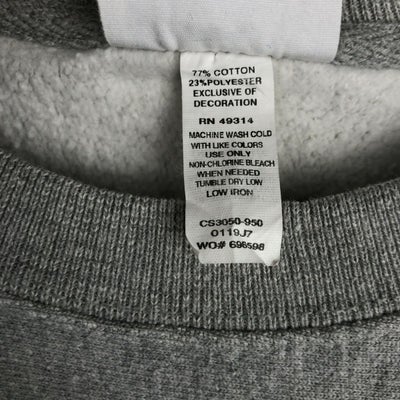 77% COTTON
23% POLYESTER
EXCLUSIVE OF
DECORATION
RN 49314
MACHINE WASH COLD
WITH LIKE COLORS
USE ONLY
NON-CHLORINE BLEACH
WHEN NEEDED
TUMBLE DRY LOW
LOW IRON
CS3050-950
0119J7
WO# 698598